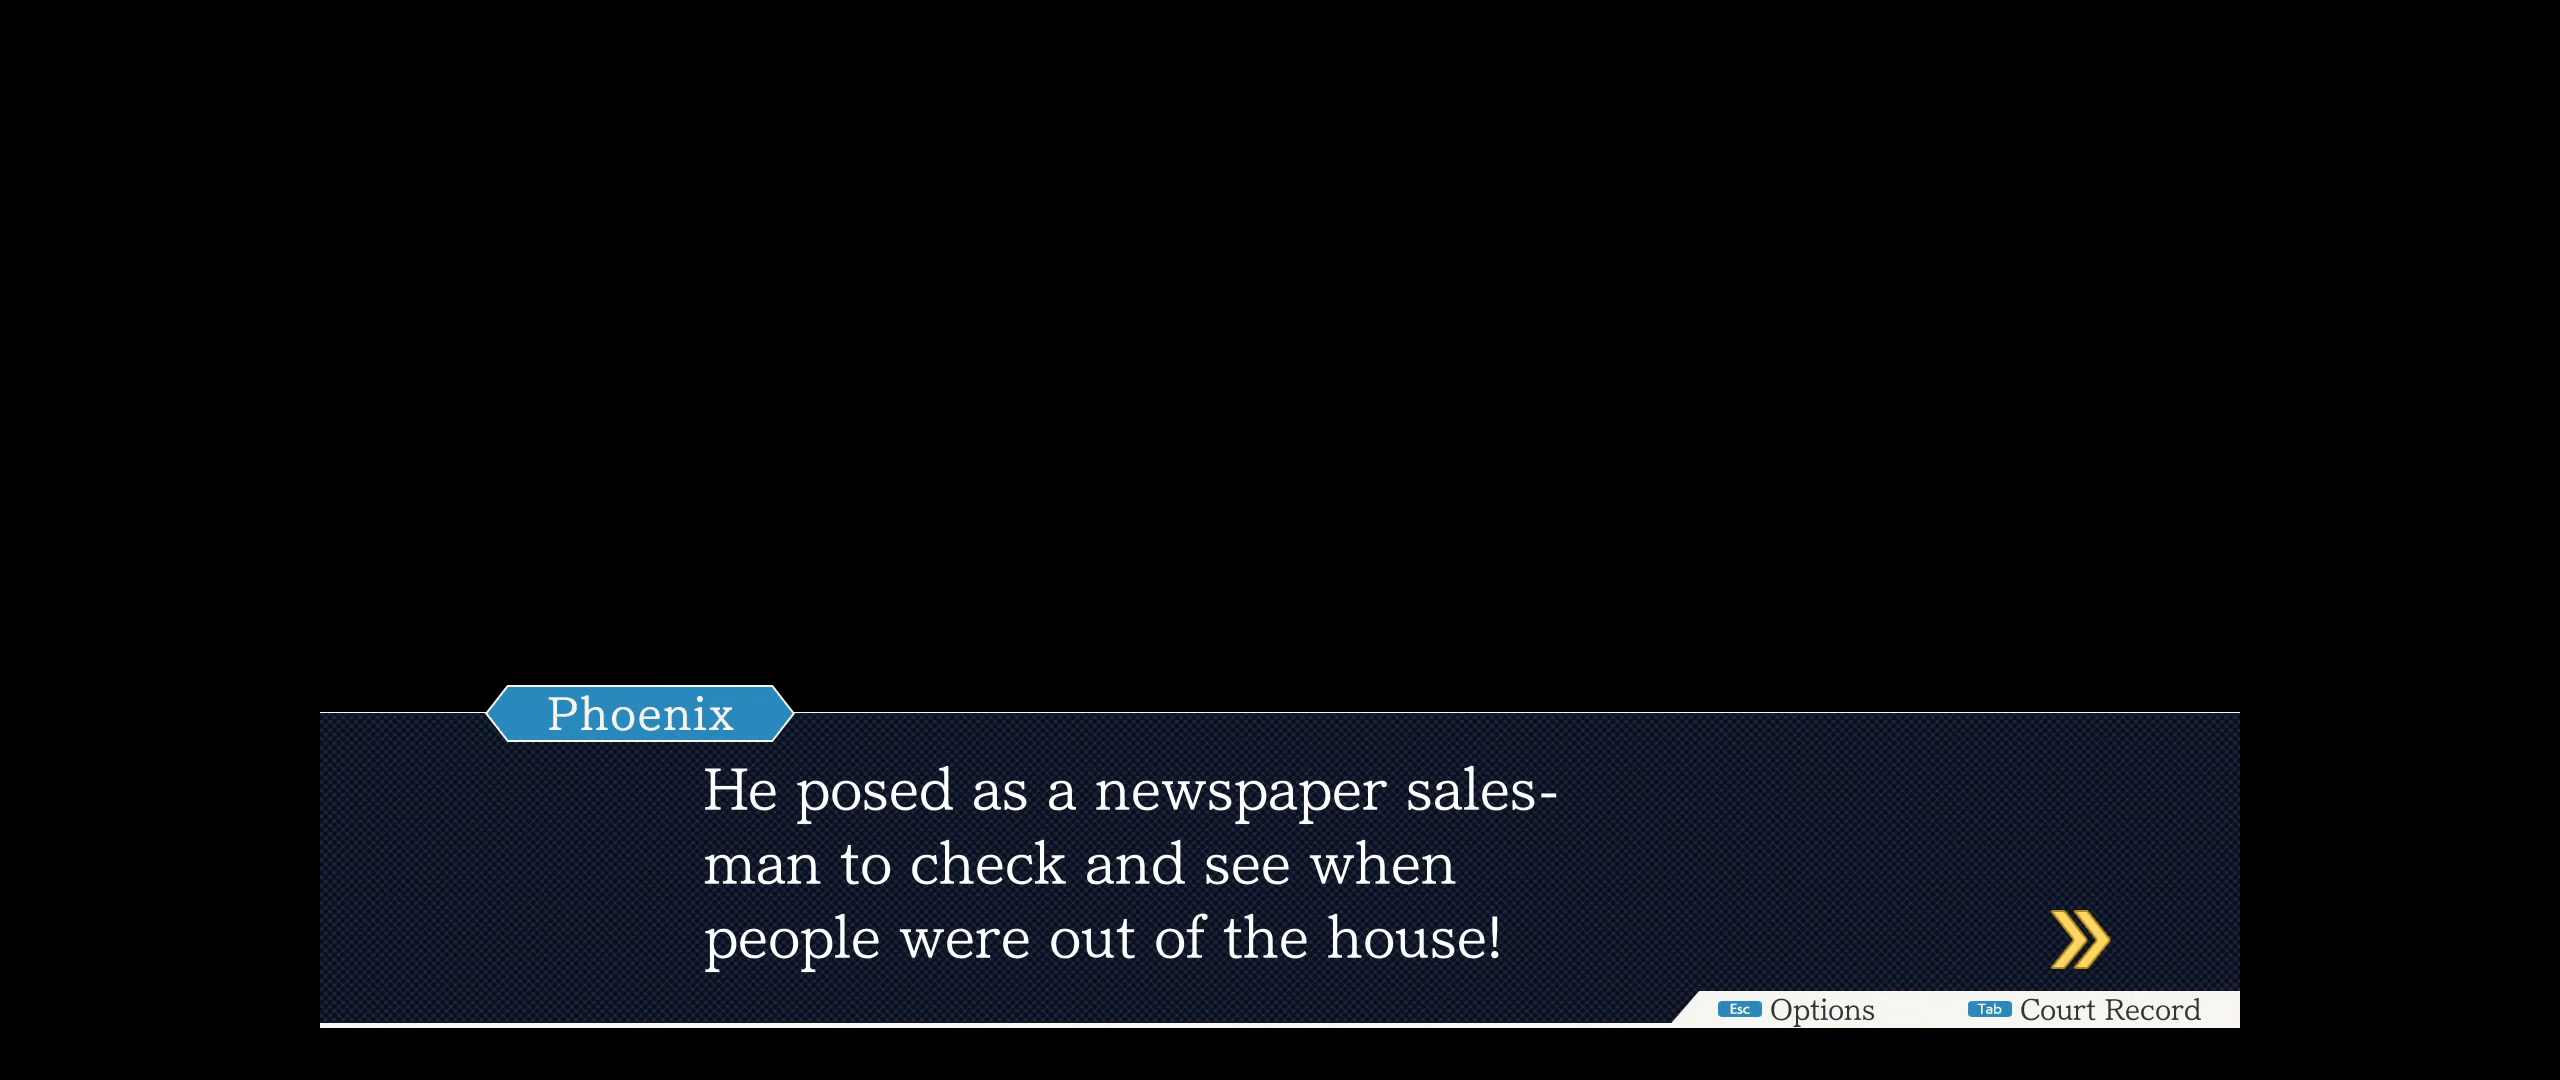 Phoenix
He posed as a newspaper sales-
man to check and see when
people were out of the house!
Esc Options Tab Court Record